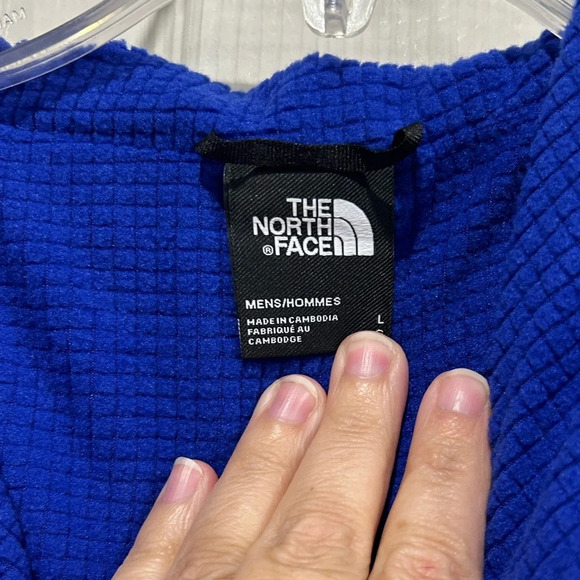 THE
NORTH
®FACE
MENS/HOMMES
MADE IN CAMBODIA
FABRIQUÉ AU
CAMBODGE
L